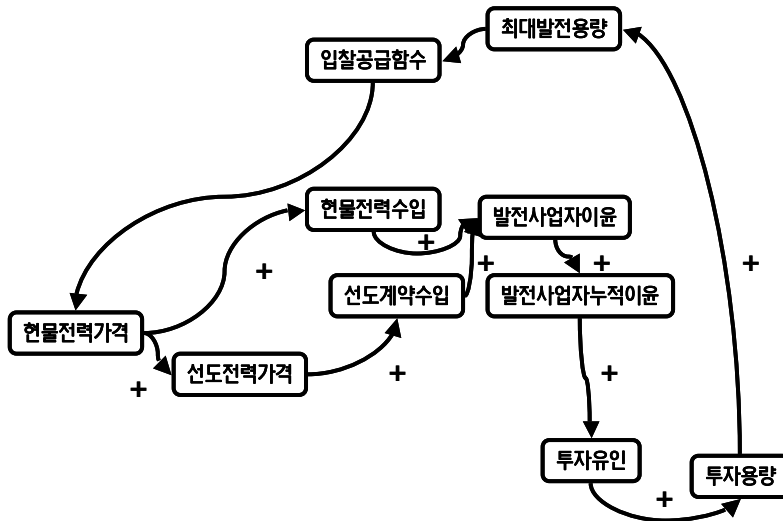 최대발전용량
입찰공급함수
현물전력수입
발전사업자이윤
+
+
+
+
+
선도계약수입
발전사업자누적이윤
현물전력가격
선도전력가격
+
+
+
투자유인
투자용량
+